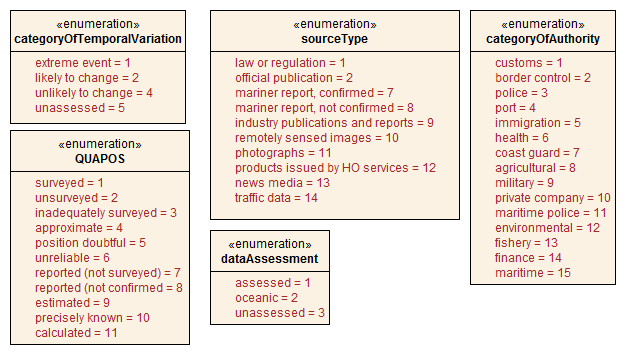 «enumeration»
categoryOfTemporalVariation
extreme event = 1
likely to change = 2
unlikely to change = 4
unassessed = 5
«enumeration»
QUAPOS
surveyed = 1
unsurveyed = 2
inadequately surveyed = 3
approximate = 4
position doubtful = 5
unreliable = 6
reported (not surveyed) = 7
reported (not confirmed = 8
estimated = 9
precisely known = 10
calculated = 11
«enumeration»
sourceType
law or regulation = 1
official publication = 2
mariner report, confirmed = 7
mariner report, not confirmed = 8
industry publications and reports = 9
remotely sensed images = 10
photographs = 11
products issued by HO services = 12
news media = 13
traffic data = 14
«enumeration»
dataAssessment
assessed = 1
oceanic = 2
unassessed = 3
«enumeration»
categoryOfAuthority
customs = 1
border control = 2
police = 3
port = 4
immigration = 5
health = 6
coast guard = 7
agricultural = 8
military = 9
private company = 10
maritime police = 11
environmental = 12
fishery = 13
finance = 14
maritime = 15